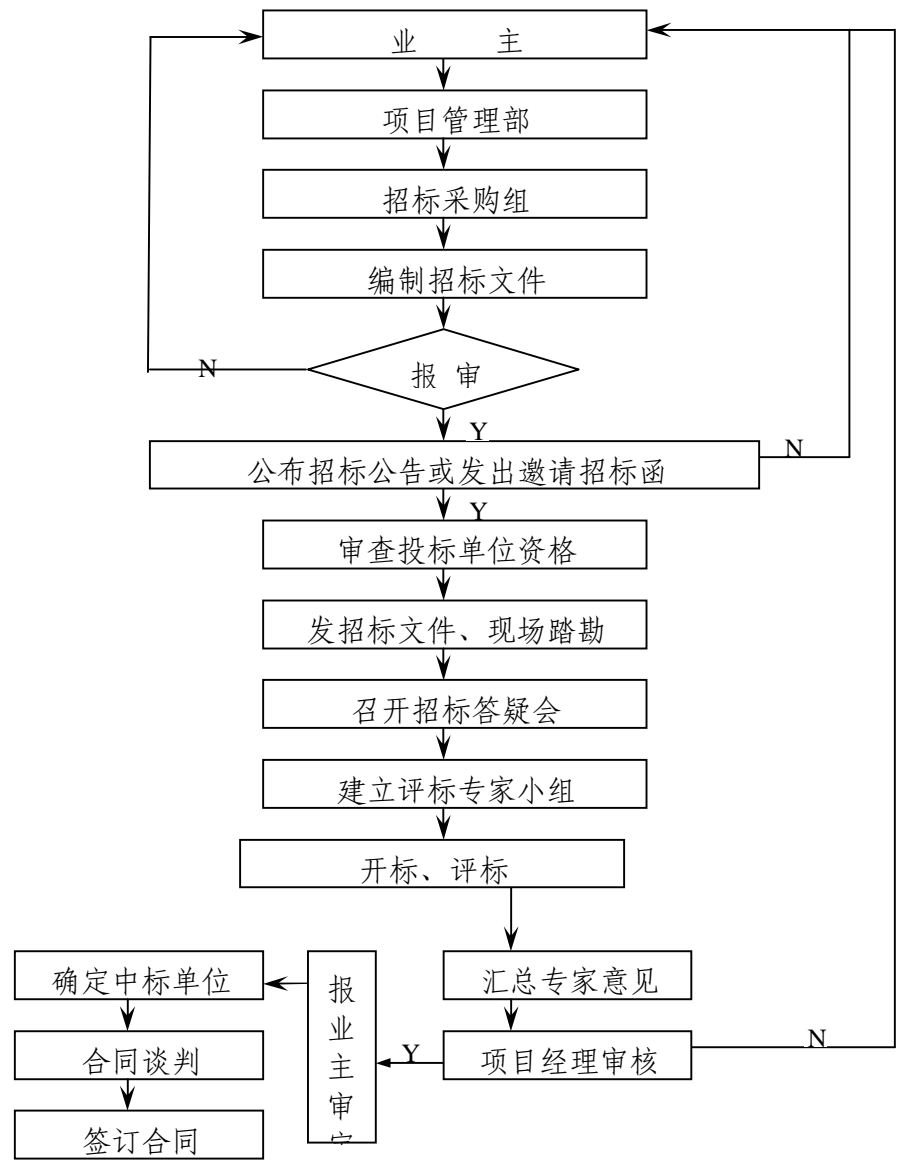 业 主
项目管理部
招标采购组
编制招标文件
报 审
N
Y
公布招标公告或发出邀请招标函
N
Y
审查投标单位资格
发招标文件、现场踏勘
召开招标答疑会
建立评标专家小组
开标、评标
汇总专家意见
项目经理审核
N
Y
报
业
主
审
确定中标单位
合同谈判
签订合同